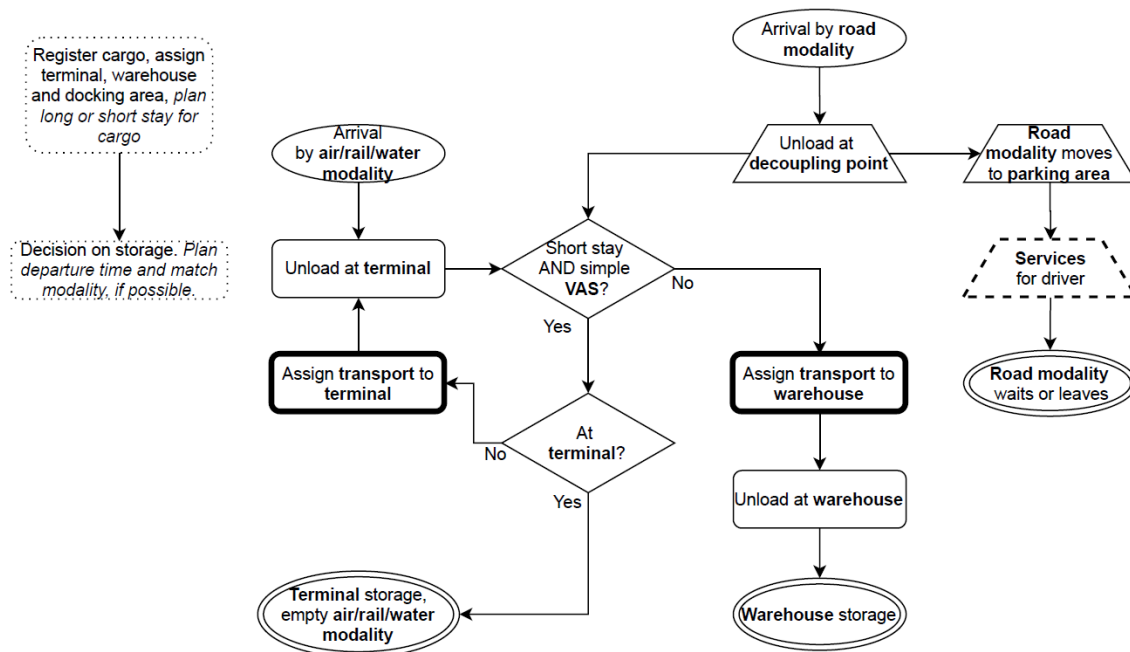 Register cargo, assign
terminal, warehouse
and docking area, plan
long or short stay for
cargo
Decision on storage. Plan
departure time and match
modality, if possible.
Arrival by road
modality
Arrival
by air/rail/water
modality
Unload at
decoupling point
Road
modality moves
to parking area
Unload at terminal
Short stay
AND simple
VAS?
No
Yes
Services
for driver
Assign transport to
terminal
Assign transport to
warehouse
Road modality
waits or leaves
At
terminal?
No
Yes
Unload at warehouse
Terminal storage,
empty air/rail/water
modality
Warehouse storage